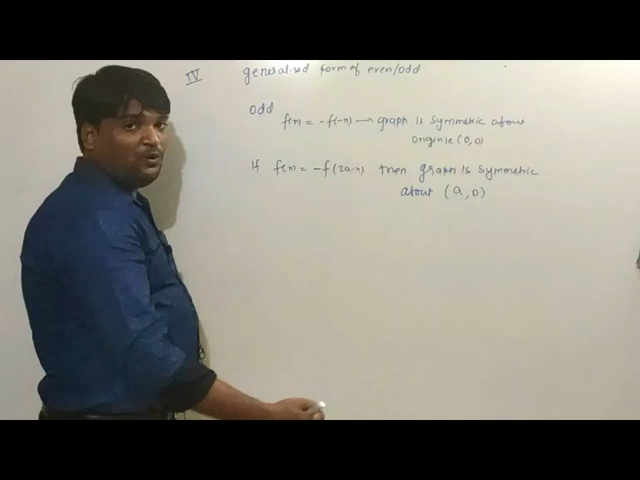 IV generalised form of even/odd
Odd
f(x) = -f(-x) → graph is symmetric about
origin ie (0,0)
If f(x) = -f(2a-x) then graph is symmetric
about (a,0)